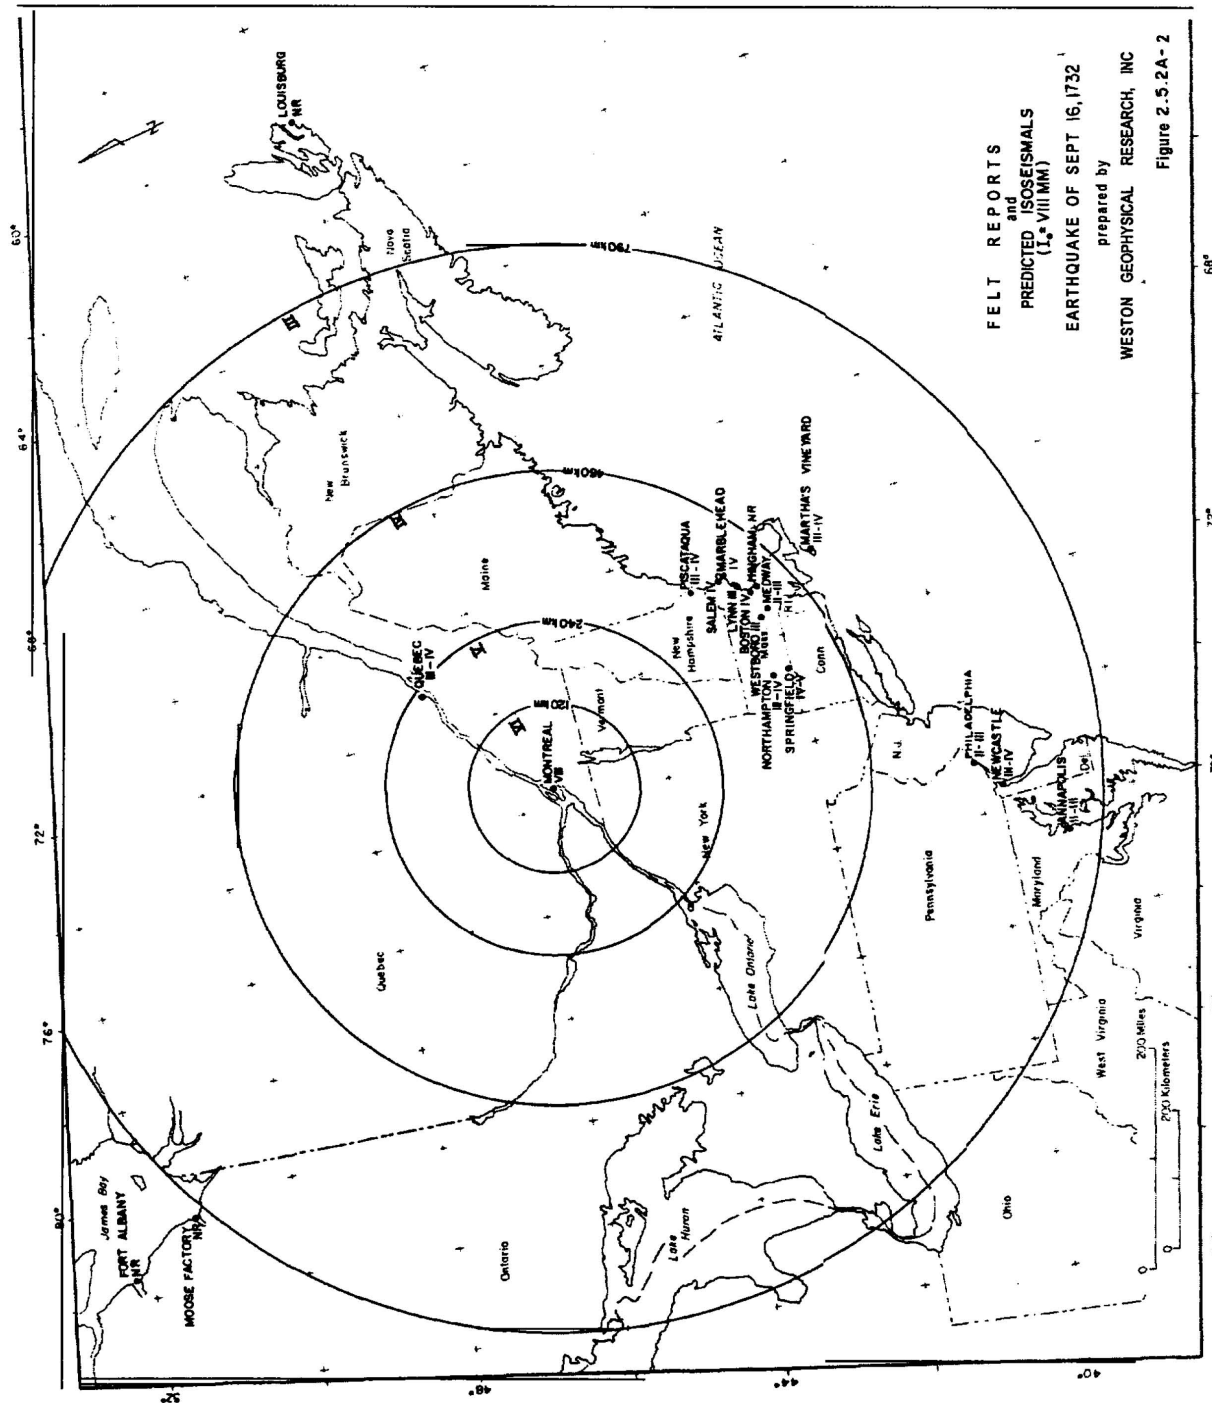 FELT REPORTS
and
PREDICTED ISOSEISMALS
(I₀= VIII MM)
EARTHQUAKE OF SEPT 16, 1732
prepared by
WESTON GEOPHYSICAL RESEARCH, INC
Figure 2.5.2A-2
80°
76°
72°
68°
64°
60°
James Bay
FORT ALBANY
NR
MOOSE FACTORY
NR
Ontario
Quebec
QUEBEC
III-IV
MONTREAL
VIII
120 km
240 km
460 km
790 km
New
Brunswick
Nova
Scotia
LOUISBURG
NR
Maine
Vermont
New
Hampshire
New York
PISCATAQUA
III-IV
SALEM IV
MARBLEHEAD
IV
LYNN III
BOSTON IV
HINGHAM, NR
WESTBORO III
MEDWAY
II-III
Mass
NORTHAMPTON
III-IV
SPRINGFIELD
IV-V
R.I.
Conn
MARTHA'S VINEYARD
III-IV
ATLANTIC OCEAN
Lake Huron
Lake Ontario
Lake Erie
N.J.
PHILADELPHIA
II-III
NEWCASTLE
III-IV
ANNAPOLIS
II-III
Del
Pennsylvania
Maryland
Virginia
West Virginia
Ohio
0
200 Miles
0
200 Kilometers
48°
44°
40°
72°
68°